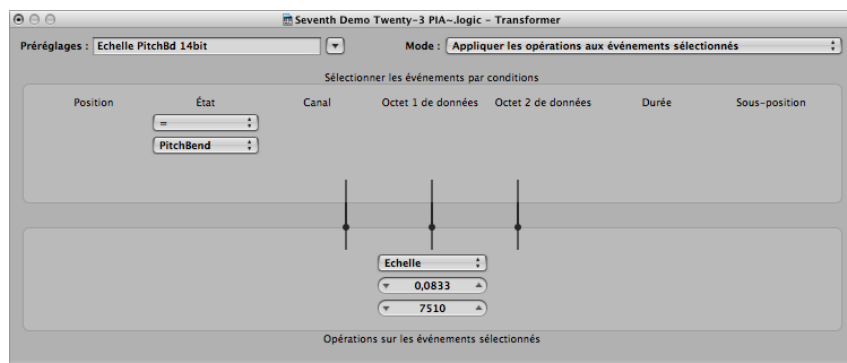 Seventh Demo Twenty-3 PIA~.logic - Transformer
Préréglages : Echelle PitchBd 14bit Mode : Appliquer les opérations aux événements sélectionnés
Sélectionner les événements par conditions
Position État Canal Octet 1 de données Octet 2 de données Durée Sous-position
=
PitchBend
Echelle
0,0833
7510
Opérations sur les événements sélectionnés